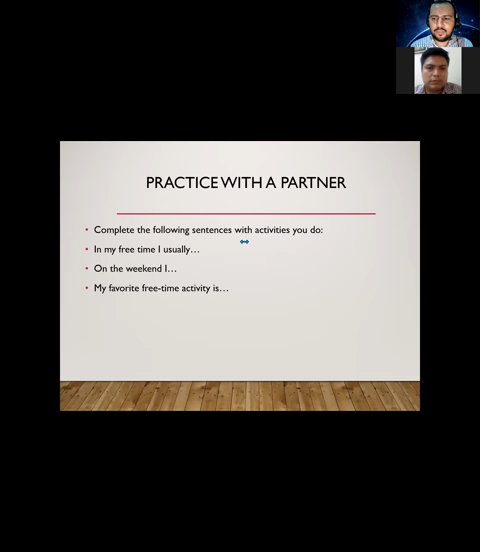 PRACTICE WITH A PARTNER
• Complete the following sentences with activities you do:
• In my free time I usually…
• On the weekend I…
• My favorite free-time activity is…